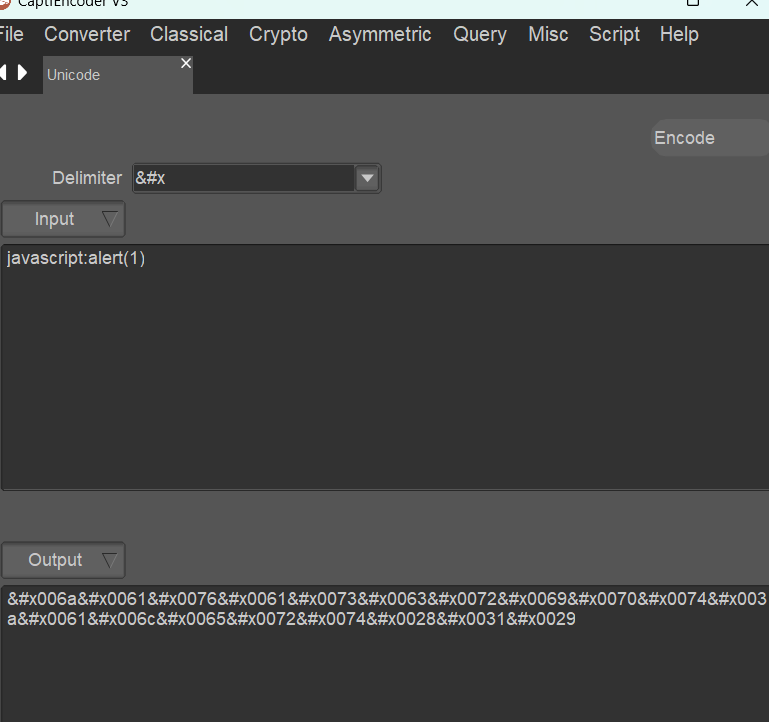 CaptfEncoder V3
File Converter Classical Crypto Asymmetric Query Misc Script Help
Unicode
Encode
Delimiter &#x
Input
javascript:alert(1)
Output
&#x006a&#x0061&#x0076&#x0061&#x0073&#x0063&#x0072&#x0069&#x0070&#x0074&#x003
a&#x0061&#x006c&#x0065&#x0072&#x0074&#x0028&#x0031&#x0029